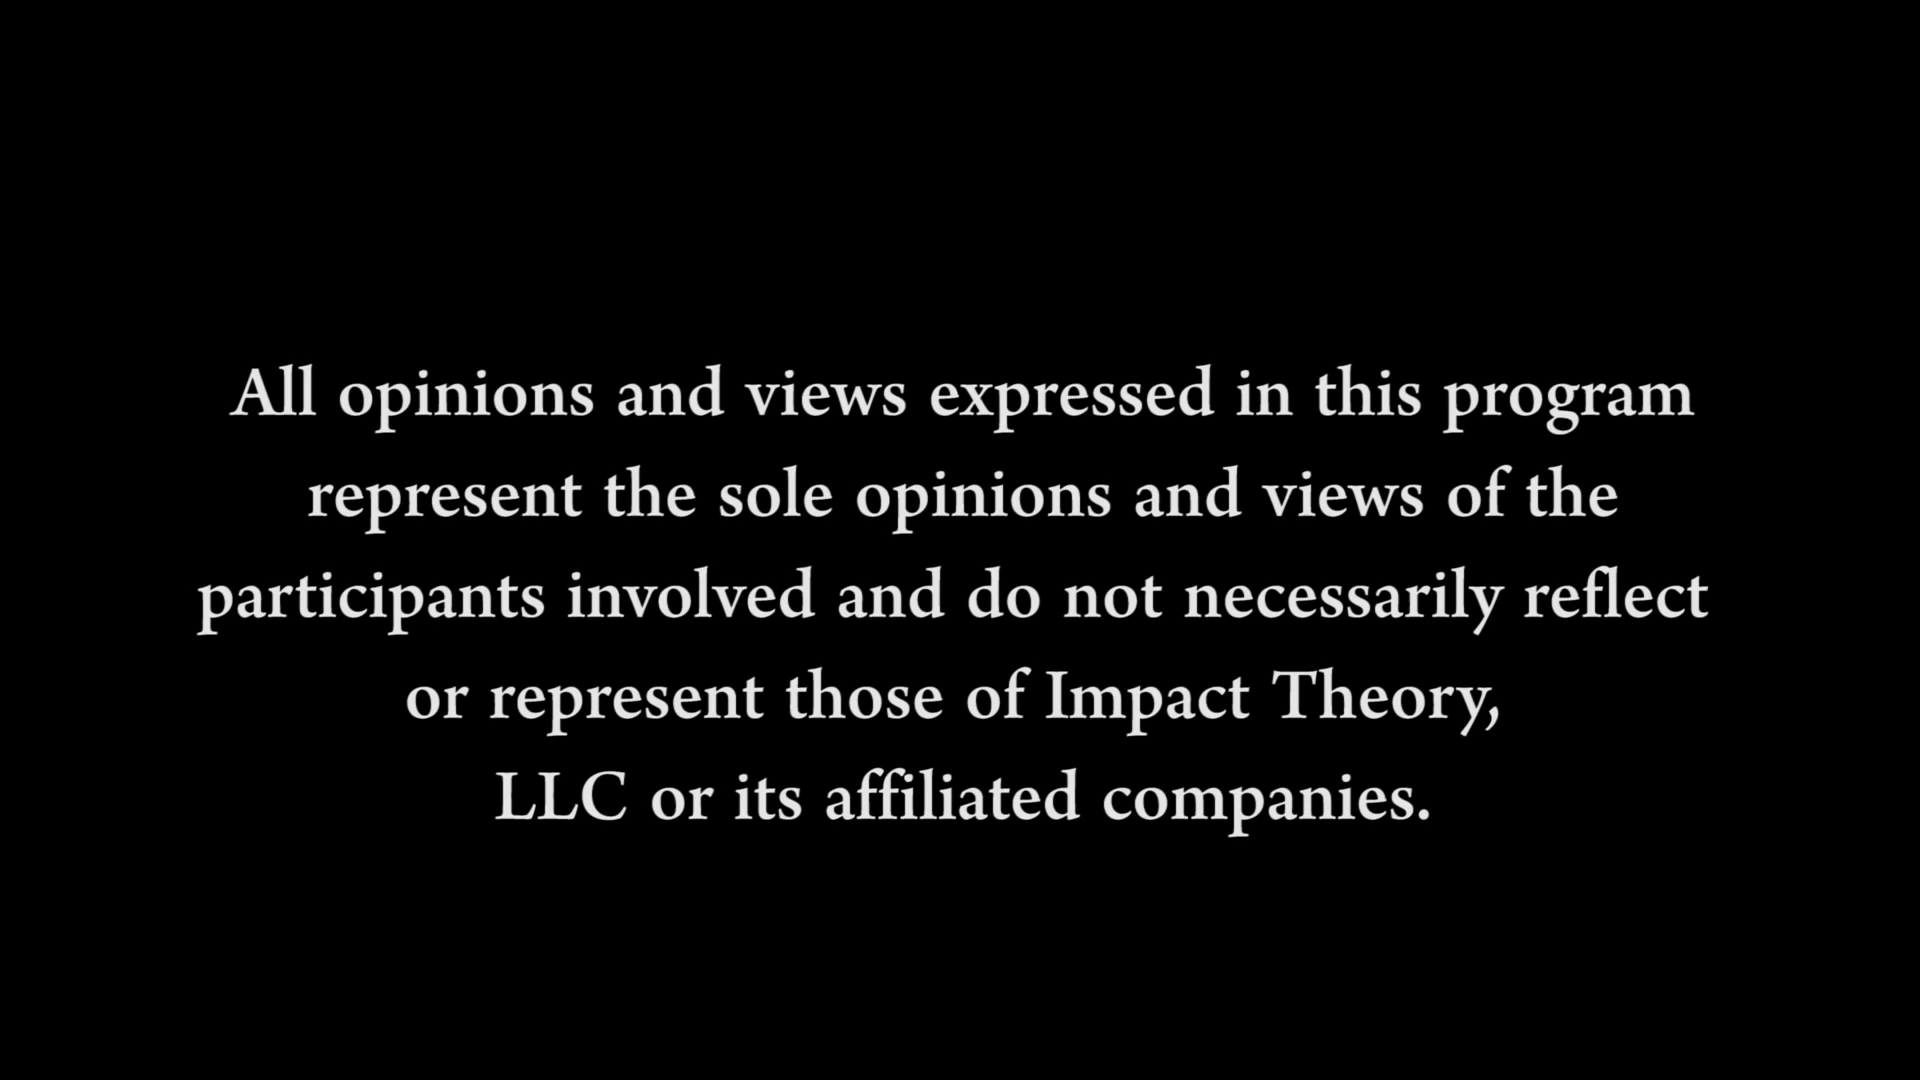 All opinions and views expressed in this program
represent the sole opinions and views of the
participants involved and do not necessarily reflect
or represent those of Impact Theory,
LLC or its affiliated companies.